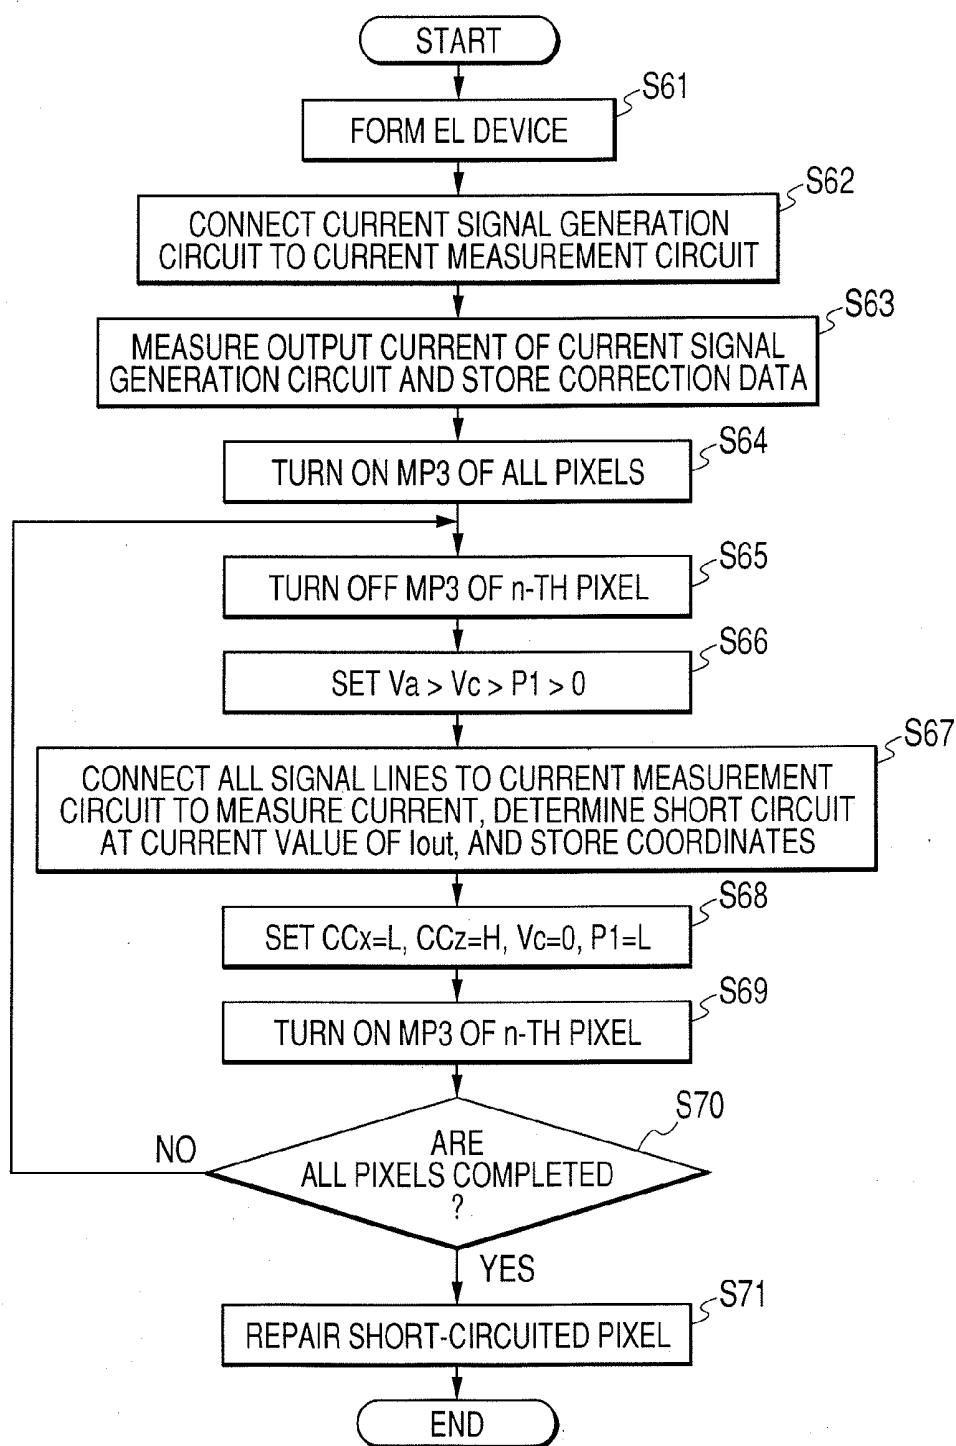 START
S61
FORM EL DEVICE
S62
CONNECT CURRENT SIGNAL GENERATION
CIRCUIT TO CURRENT MEASUREMENT CIRCUIT
S63
MEASURE OUTPUT CURRENT OF CURRENT SIGNAL
GENERATION CIRCUIT AND STORE CORRECTION DATA
S64
TURN ON MP3 OF ALL PIXELS
S65
TURN OFF MP3 OF n-TH PIXEL
S66
SET Va > Vc > P1 > 0
S67
CONNECT ALL SIGNAL LINES TO CURRENT MEASUREMENT
CIRCUIT TO MEASURE CURRENT, DETERMINE SHORT CIRCUIT
AT CURRENT VALUE OF Iout, AND STORE COORDINATES
S68
SET CCx=L, CCz=H, Vc=0, P1=L
S69
TURN ON MP3 OF n-TH PIXEL
S70
NO
ARE
ALL PIXELS COMPLETED
?
YES
S71
REPAIR SHORT-CIRCUITED PIXEL
END